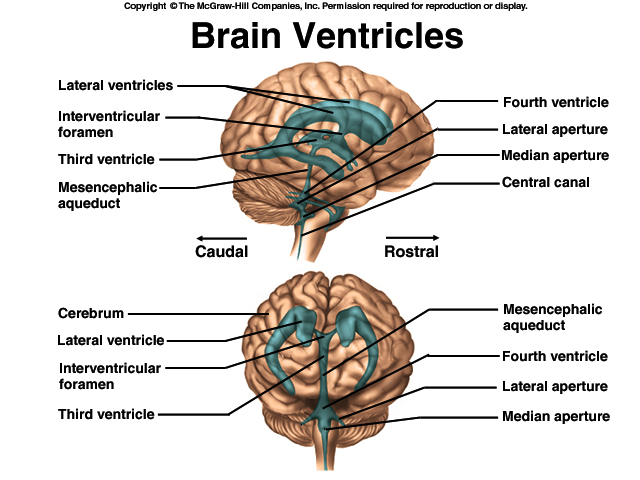 Copyright © The McGraw-Hill Companies, Inc. Permission required for reproduction or display.
Brain Ventricles
Lateral ventricles
Interventricular
foramen
Third ventricle
Mesencephalic
aqueduct
Fourth ventricle
Lateral aperture
Median aperture
Central canal
Caudal
Rostral
Cerebrum
Lateral ventricle
Interventricular
foramen
Third ventricle
Mesencephalic
aqueduct
Fourth ventricle
Lateral aperture
Median aperture